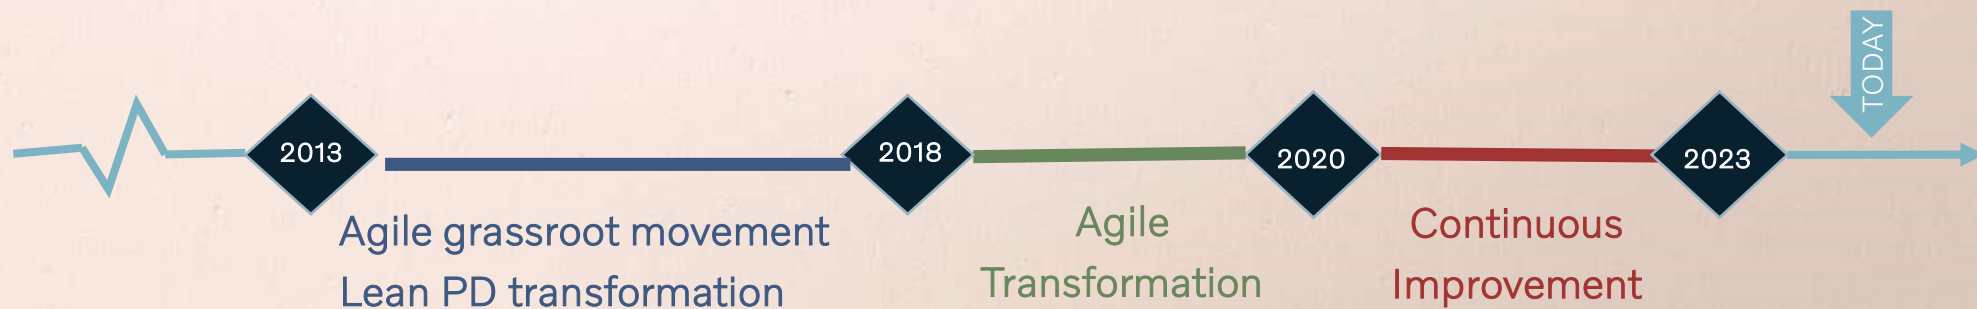 TODAY
2013
2018
2020
2023
Agile grassroot movement
Lean PD transformation
Agile
Transformation
Continuous
Improvement